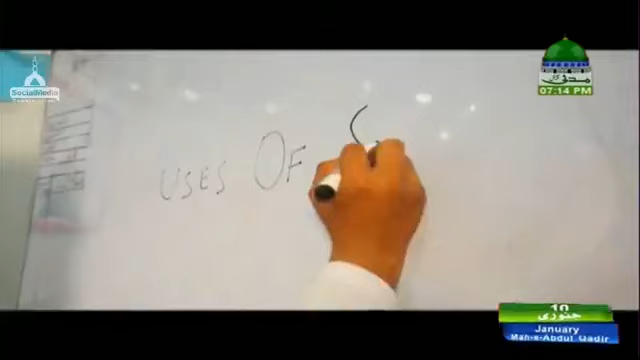 SocialMedia
مدنی
07:14 PM
USES OF
10
جنوری
January
Mah-e-Abdul Qadir